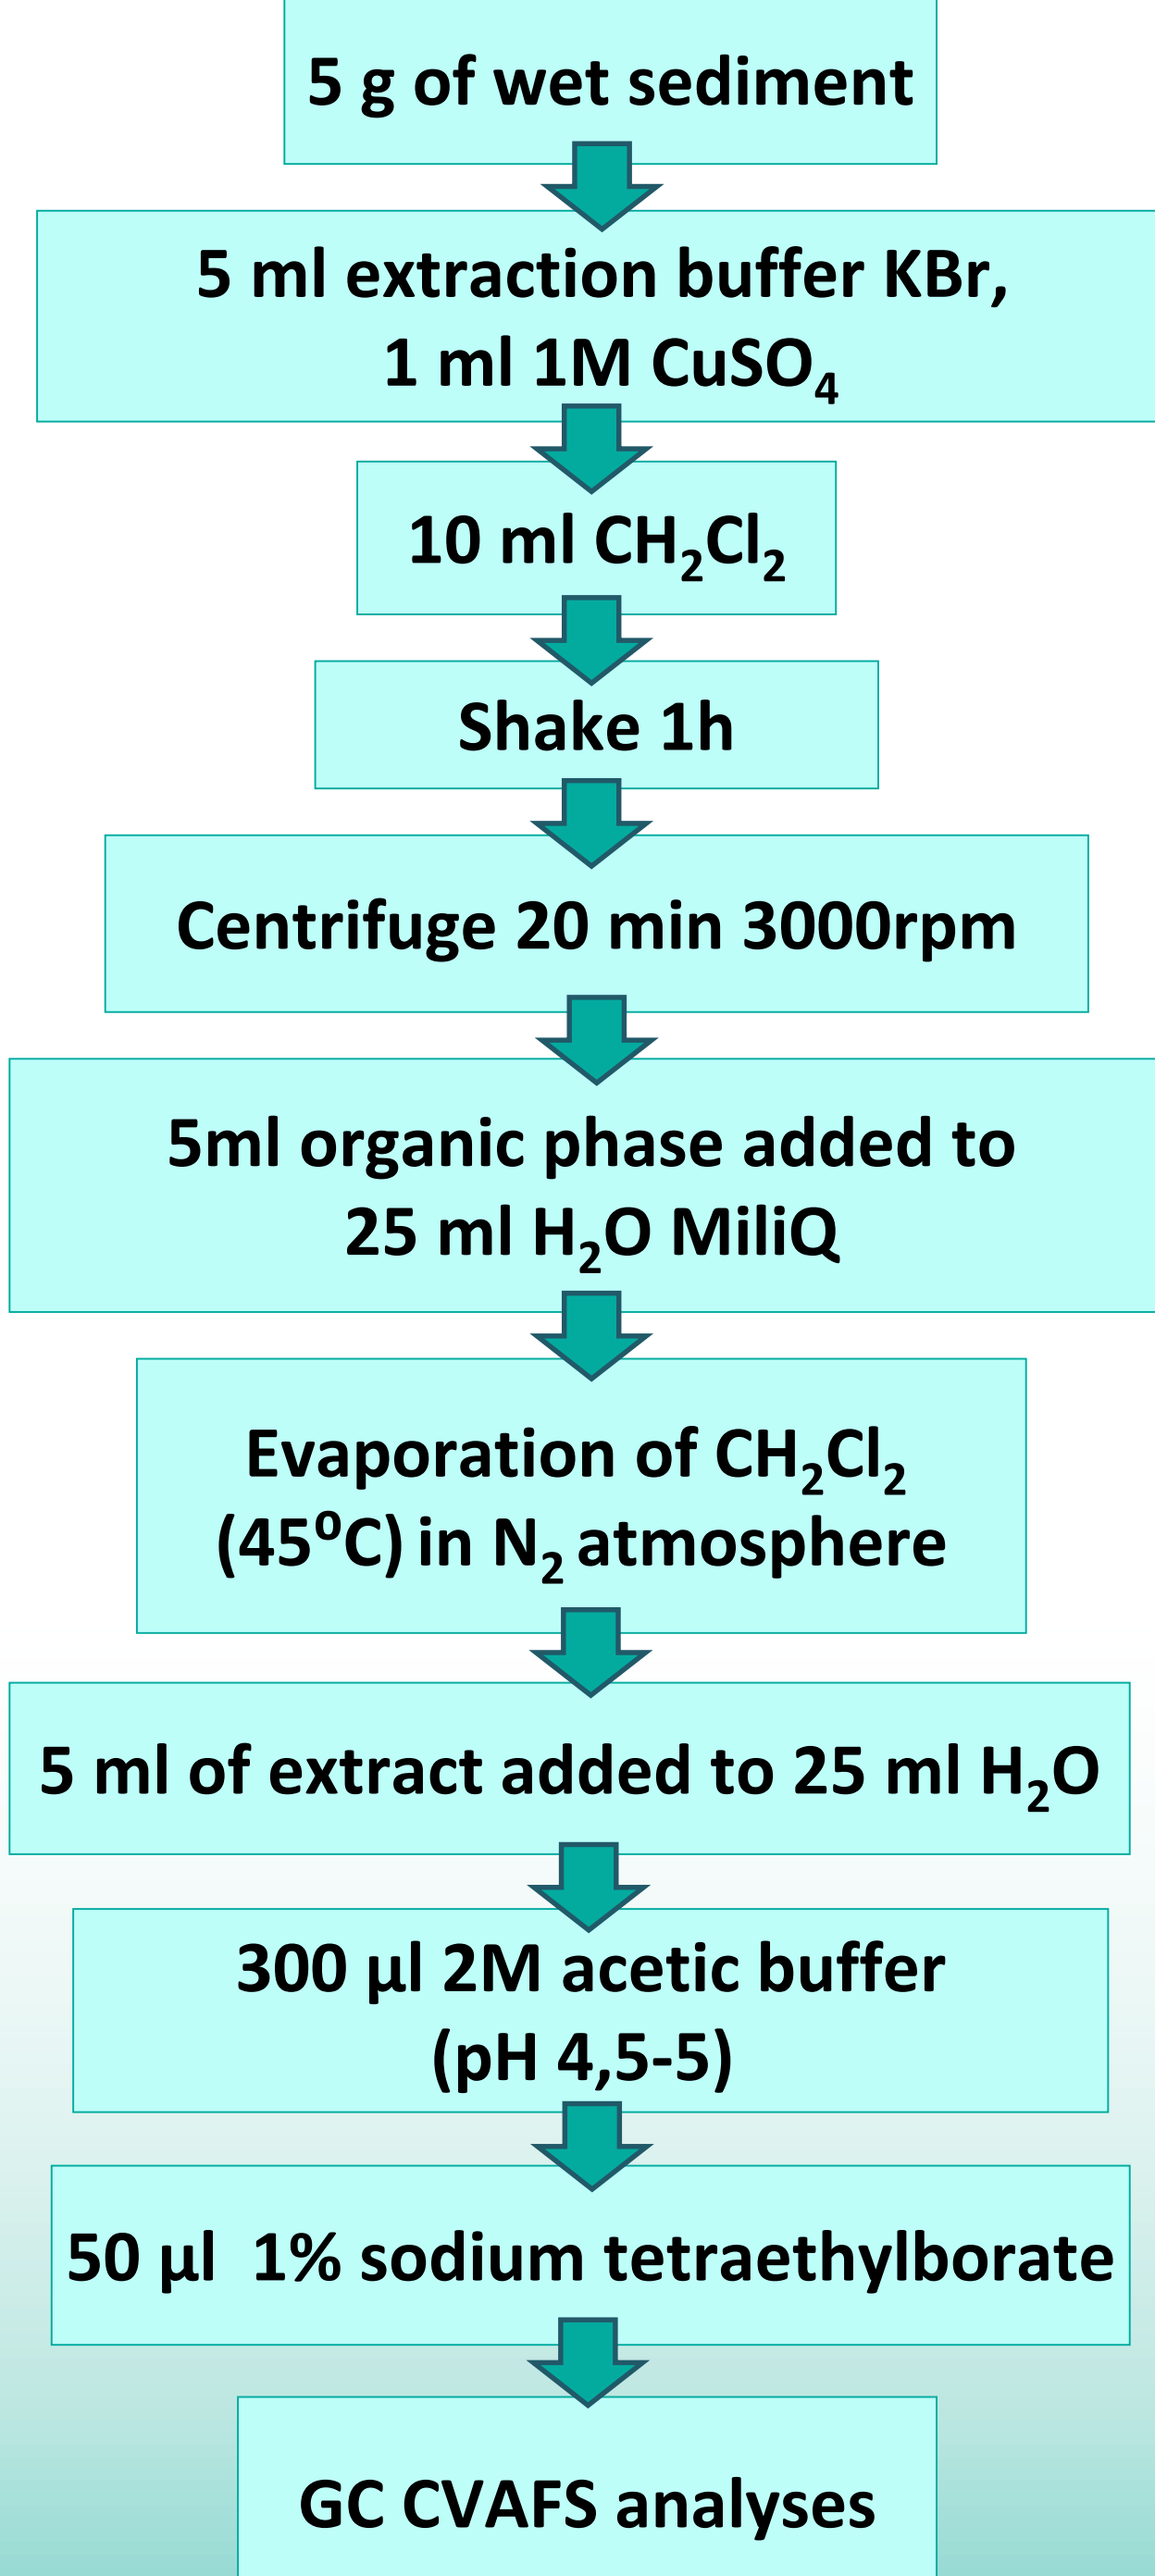 5 g of wet sediment
5 ml extraction buffer KBr,
1 ml 1M CuSO₄
10 ml CH₂Cl₂
Shake 1h
Centrifuge 20 min 3000rpm
5ml organic phase added to
25 ml H₂O MiliQ
Evaporation of CH₂Cl₂
(45⁰C) in N₂ atmosphere
5 ml of extract added to 25 ml H₂O
300 µl 2M acetic buffer
(pH 4,5-5)
50 µl 1% sodium tetraethylborate
GC CVAFS analyses